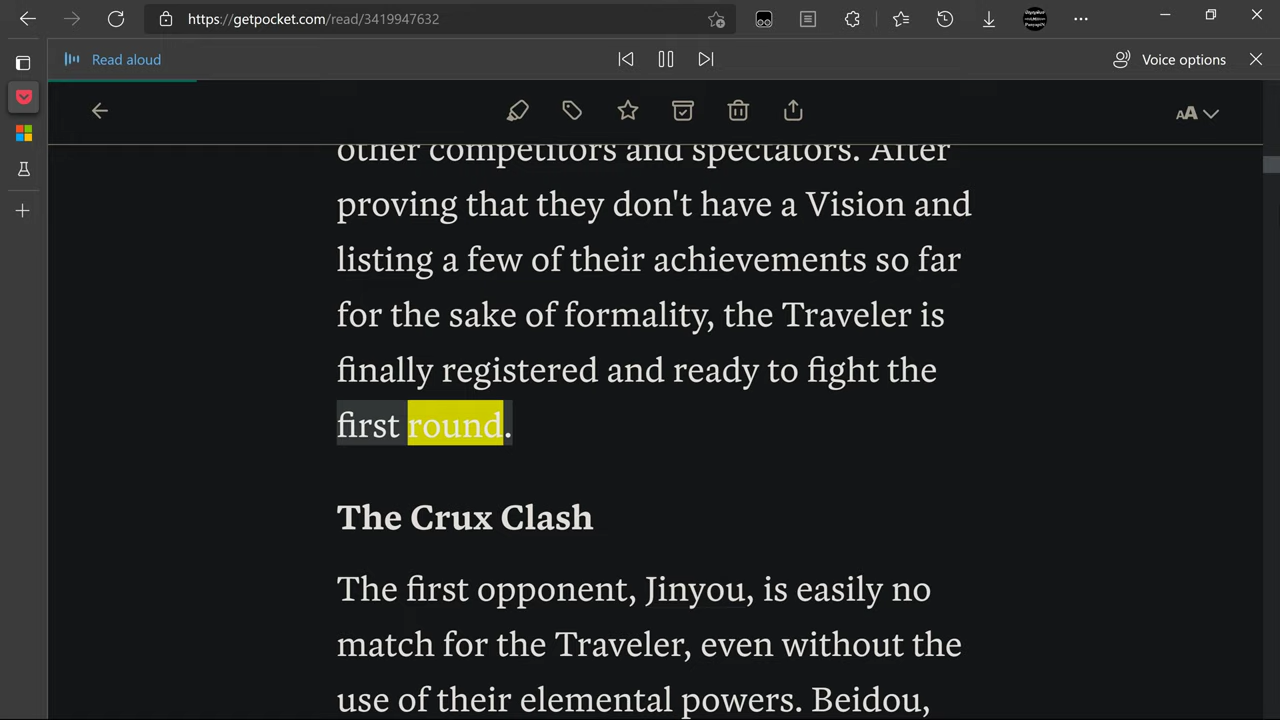 https://getpocket.com/read/3419947632
Read aloud
Voice options
AA
other competitors and spectators. After
proving that they don't have a Vision and
listing a few of their achievements so far
for the sake of formality, the Traveler is
finally registered and ready to fight the
first round.
The Crux Clash
The first opponent, Jinyou, is easily no
match for the Traveler, even without the
use of their elemental powers. Beidou,